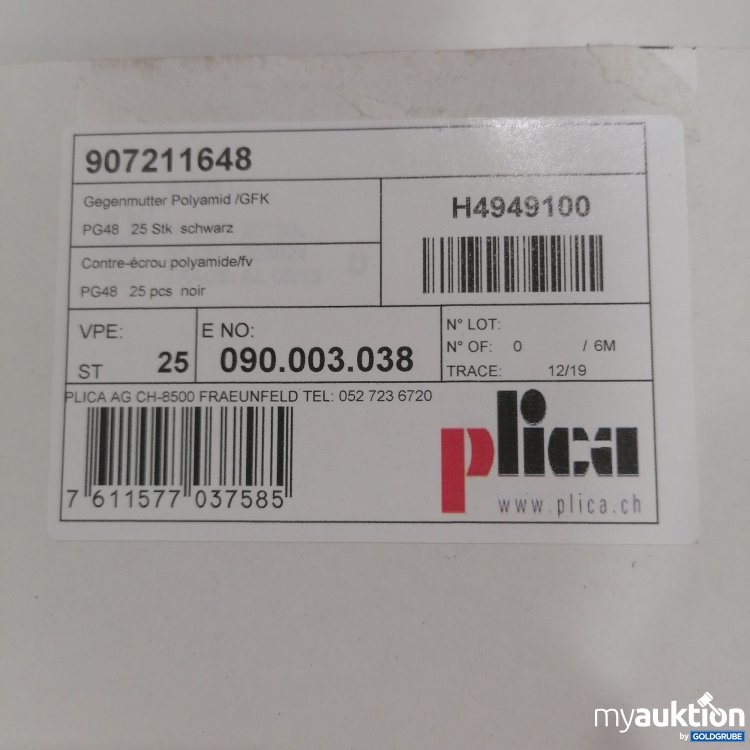 907211648
Gegenmutter Polyamid /GFK
PG48 25 Stk schwarz
H4949100
Contre-écrou polyamide/fv
PG48 25 pcs noir
VPE:
ST 25
E NO:
090.003.038
N° LOT:
N° OF: 0 / 6M
TRACE: 12/19
PLICA AG CH-8500 FRAEUNFELD TEL: 052 723 6720
7 611577 037585
plica
www.plica.ch
myauktion
by GOLDGRUBE